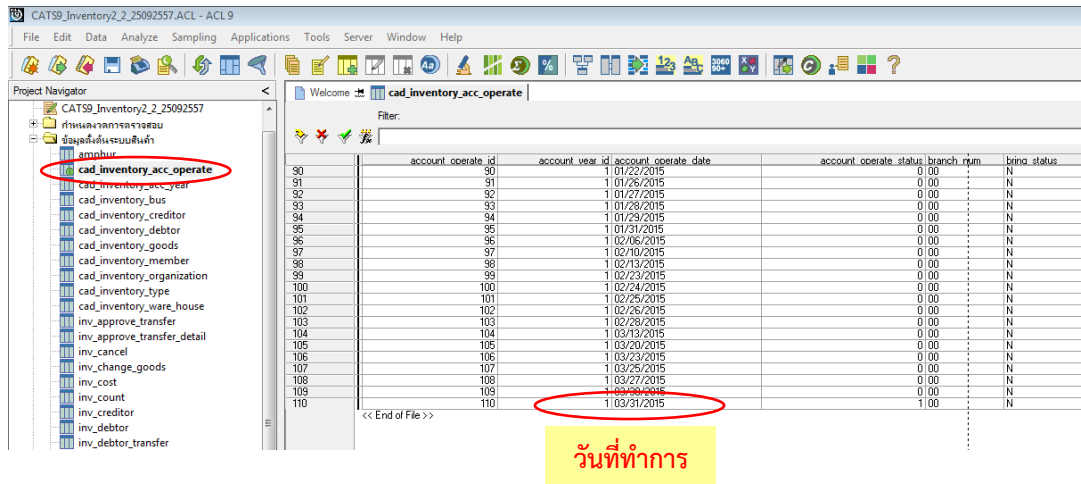 CATS9_Inventory2_2_25092557.ACL - ACL 9
File Edit Data Analyze Sampling Applications Tools Server Window Help
Project Navigator <
Welcome cad_inventory_acc_operate
CATS9_Inventory2_2_25092557
กำหนดงวดการตรวจสอบ
ข้อมูลตั้งต้นระบบสินค้า
amphur
cad_inventory_acc_operate
cad_inventory_acc_year
cad_inventory_bus
cad_inventory_creditor
cad_inventory_debtor
cad_inventory_goods
cad_inventory_member
cad_inventory_organization
cad_inventory_type
cad_inventory_ware_house
inv_approve_transfer
inv_approve_transfer_detail
inv_cancel
inv_change_goods
inv_cost
inv_count
inv_creditor
inv_debtor
inv_debtor_transfer
Filter:
account_operate_id account_year_id account_operate_date account_operate_status branch_num bring_status
90 90 1 01/22/2015 0 00 N
91 91 1 01/26/2015 0 00 N
92 92 1 01/27/2015 0 00 N
93 93 1 01/28/2015 0 00 N
94 94 1 01/29/2015 0 00 N
95 95 1 01/31/2015 0 00 N
96 96 1 02/06/2015 0 00 N
97 97 1 02/10/2015 0 00 N
98 98 1 02/13/2015 0 00 N
99 99 1 02/23/2015 0 00 N
100 100 1 02/24/2015 0 00 N
101 101 1 02/25/2015 0 00 N
102 102 1 02/26/2015 0 00 N
103 103 1 02/28/2015 0 00 N
104 104 1 03/13/2015 0 00 N
105 105 1 03/20/2015 0 00 N
106 106 1 03/23/2015 0 00 N
107 107 1 03/25/2015 0 00 N
108 108 1 03/27/2015 0 00 N
109 109 1 03/30/2015 0 00 N
110 110 1 03/31/2015 1 00 N
<< End of File >>
วันที่ทำการ